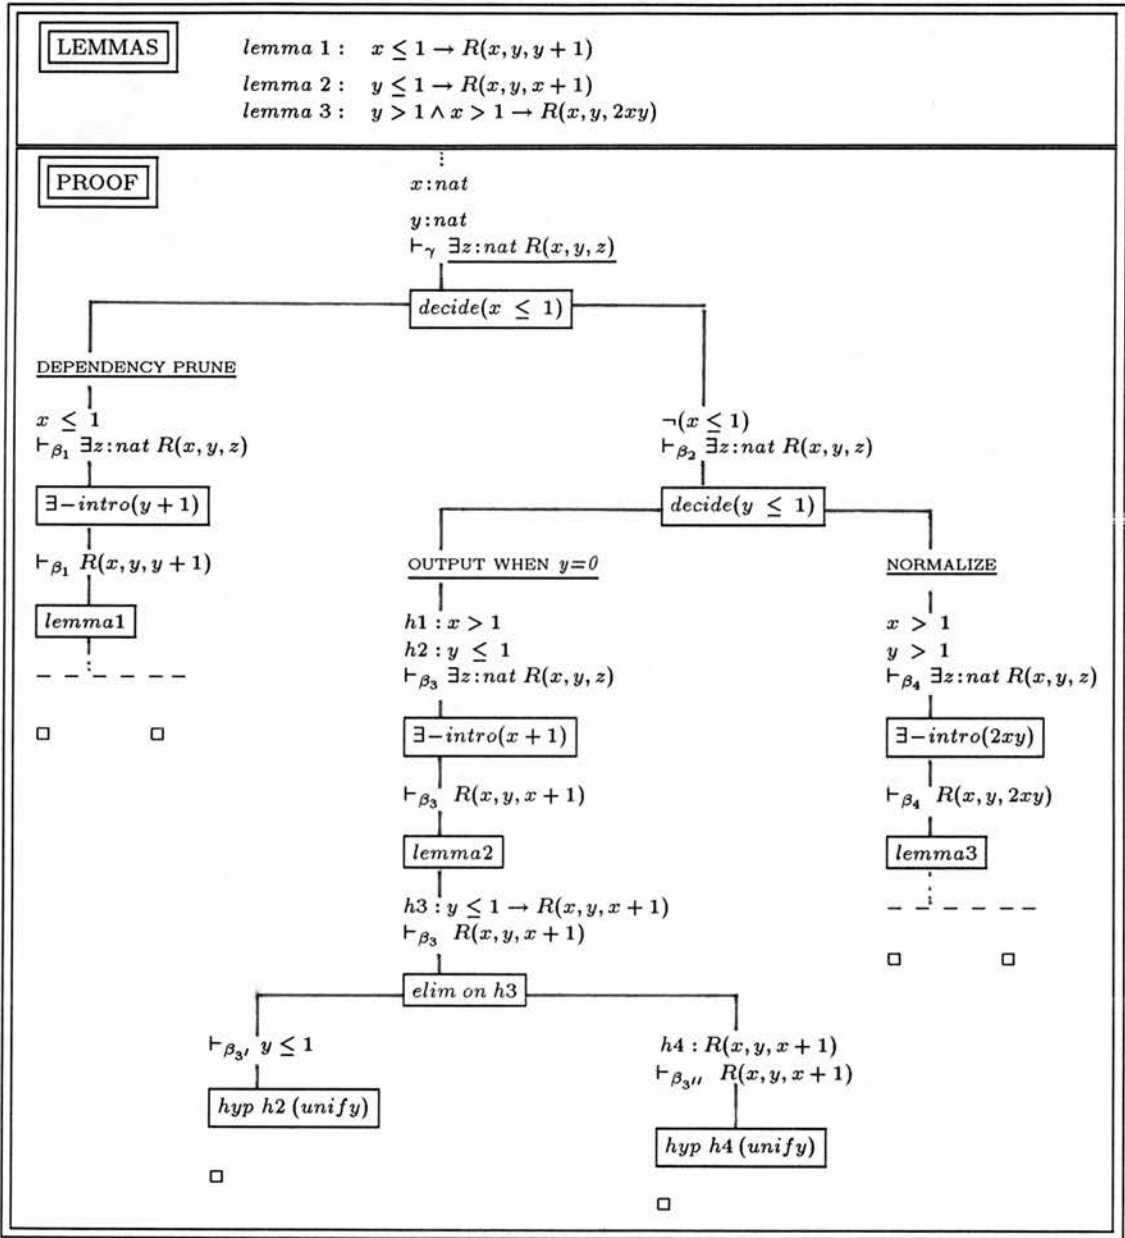 LEMMAS
lemma 1 : x ≤ 1 → R(x, y, y + 1)
lemma 2 : y ≤ 1 → R(x, y, x + 1)
lemma 3 : y > 1 ∧ x > 1 → R(x, y, 2xy)
PROOF
x:nat
y:nat
⊢γ ∃z:nat R(x, y, z)
decide(x ≤ 1)
DEPENDENCY PRUNE
x ≤ 1
⊢β₁ ∃z:nat R(x, y, z)
∃-intro(y + 1)
⊢β₁ R(x, y, y + 1)
lemma1
□ □
¬(x ≤ 1)
⊢β₂ ∃z:nat R(x, y, z)
decide(y ≤ 1)
OUTPUT WHEN y=0
h1 : x > 1
h2 : y ≤ 1
⊢β₃ ∃z:nat R(x, y, z)
∃-intro(x + 1)
⊢β₃ R(x, y, x + 1)
lemma2
h3 : y ≤ 1 → R(x, y, x + 1)
⊢β₃ R(x, y, x + 1)
elim on h3
⊢β₃′ y ≤ 1
hyp h2 (unify)
□
h4 : R(x, y, x + 1)
⊢β₃′′ R(x, y, x + 1)
hyp h4 (unify)
□
NORMALIZE
x > 1
y > 1
⊢β₄ ∃z:nat R(x, y, z)
∃-intro(2xy)
⊢β₄ R(x, y, 2xy)
lemma3
□ □